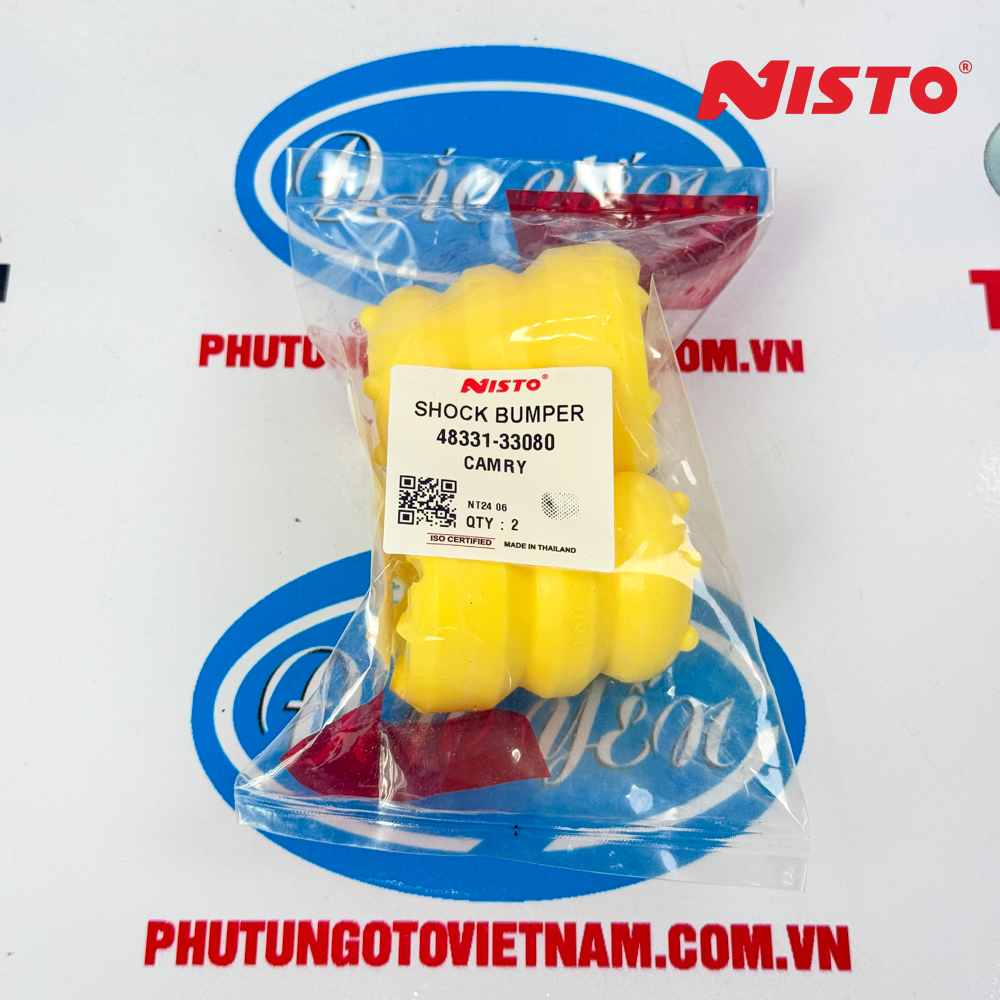 NISTO®
PHUTUNG
.COM.VN
NISTO®
SHOCK BUMPER
48331-33080
CAMRY
NT24 06
QTY : 2
ISO CERTIFIED
MADE IN THAILAND
PHUTUNGOTOVIETNAM.COM.VN